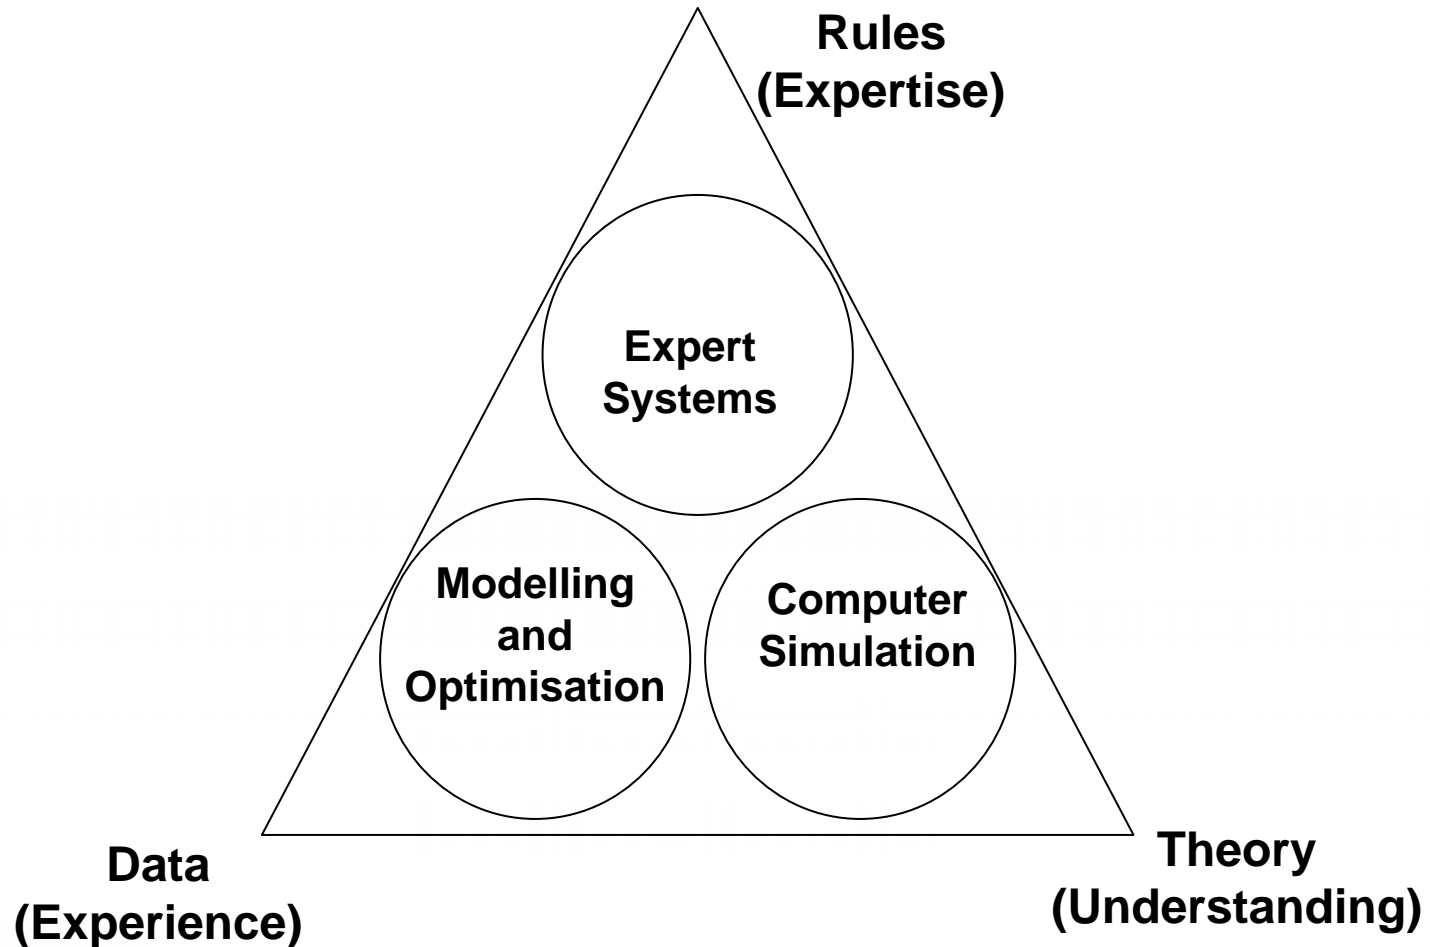 Rules
(Expertise)
Expert
Systems
Modelling
and
Optimisation
Computer
Simulation
Data
(Experience)
Theory
(Understanding)